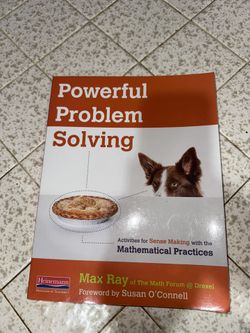 Powerful
Problem
Solving
Activities for Sense Making with the
Mathematical Practices
Max Ray of The Math Forum @ Drexel
Foreword by Susan O'Connell
Heinemann